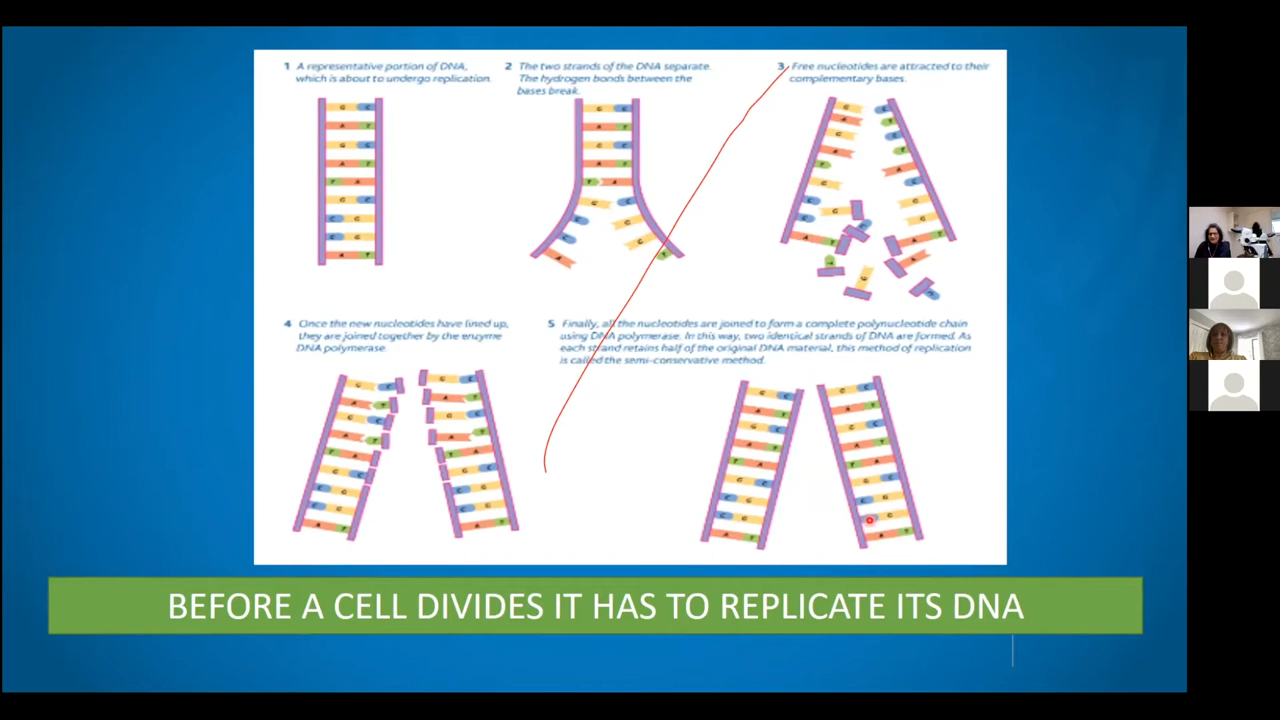 1 A representative portion of DNA,
which is about to undergo replication.
2 The two strands of the DNA separate.
The hydrogen bonds between the
bases break.
3 Free nucleotides are attracted to their
complementary bases.
4 Once the new nucleotides have lined up,
they are joined together by the enzyme
DNA polymerase.
5 Finally, all the nucleotides are joined to form a complete polynucleotide chain
using DNA polymerase. In this way, two identical strands of DNA are formed. As
each strand retains half of the original DNA material, this method of replication
is called the semi-conservative method.
BEFORE A CELL DIVIDES IT HAS TO REPLICATE ITS DNA